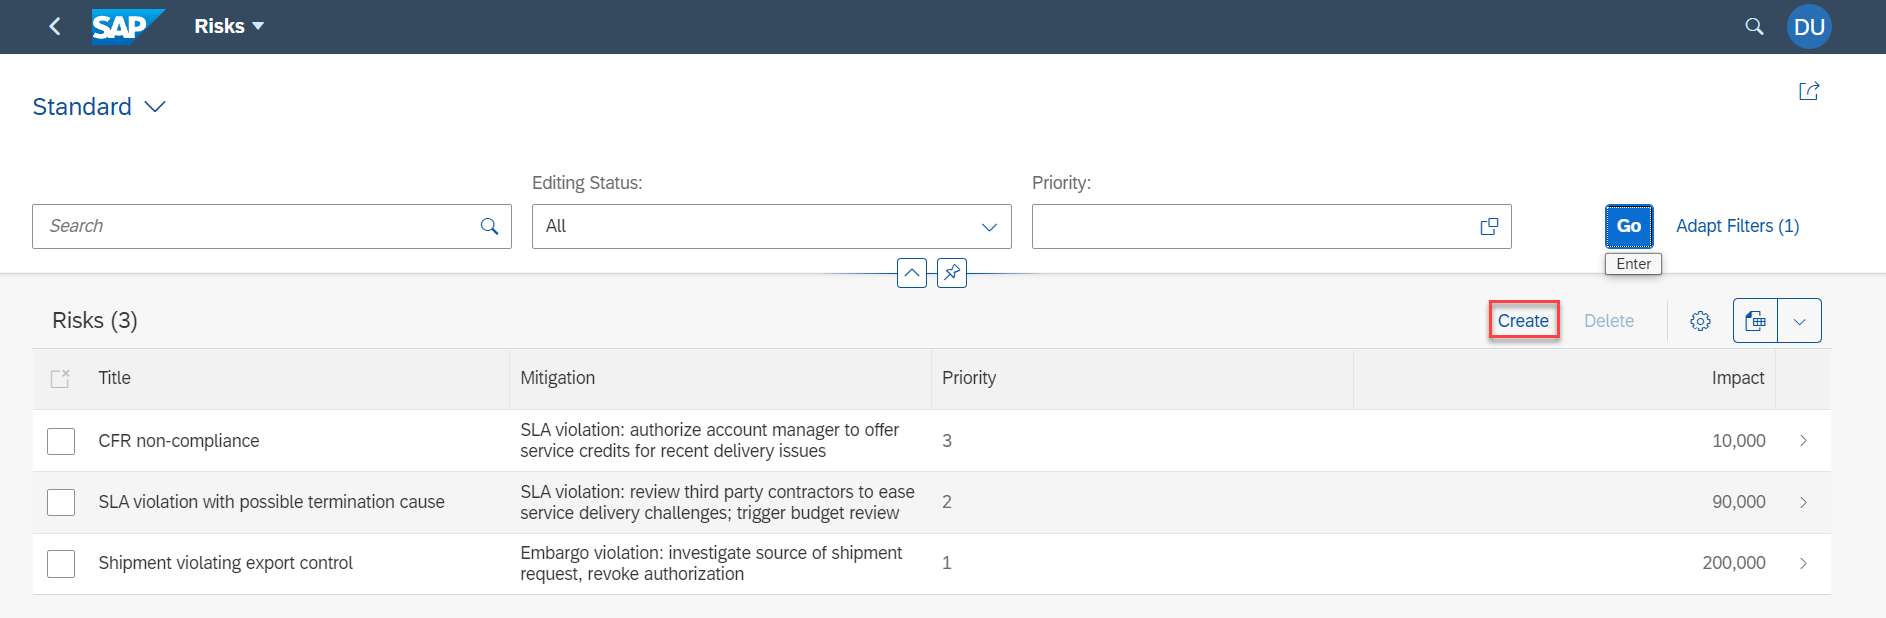 SAP Risks DU
Standard
Editing Status: Priority:
Search All Go Adapt Filters (1)
Enter
Risks (3) Create Delete
Title Mitigation Priority Impact
CFR non-compliance SLA violation: authorize account manager to offer 3 10,000
service credits for recent delivery issues
SLA violation with possible termination cause SLA violation: review third party contractors to ease 2 90,000
service delivery challenges; trigger budget review
Shipment violating export control Embargo violation: investigate source of shipment 1 200,000
request, revoke authorization